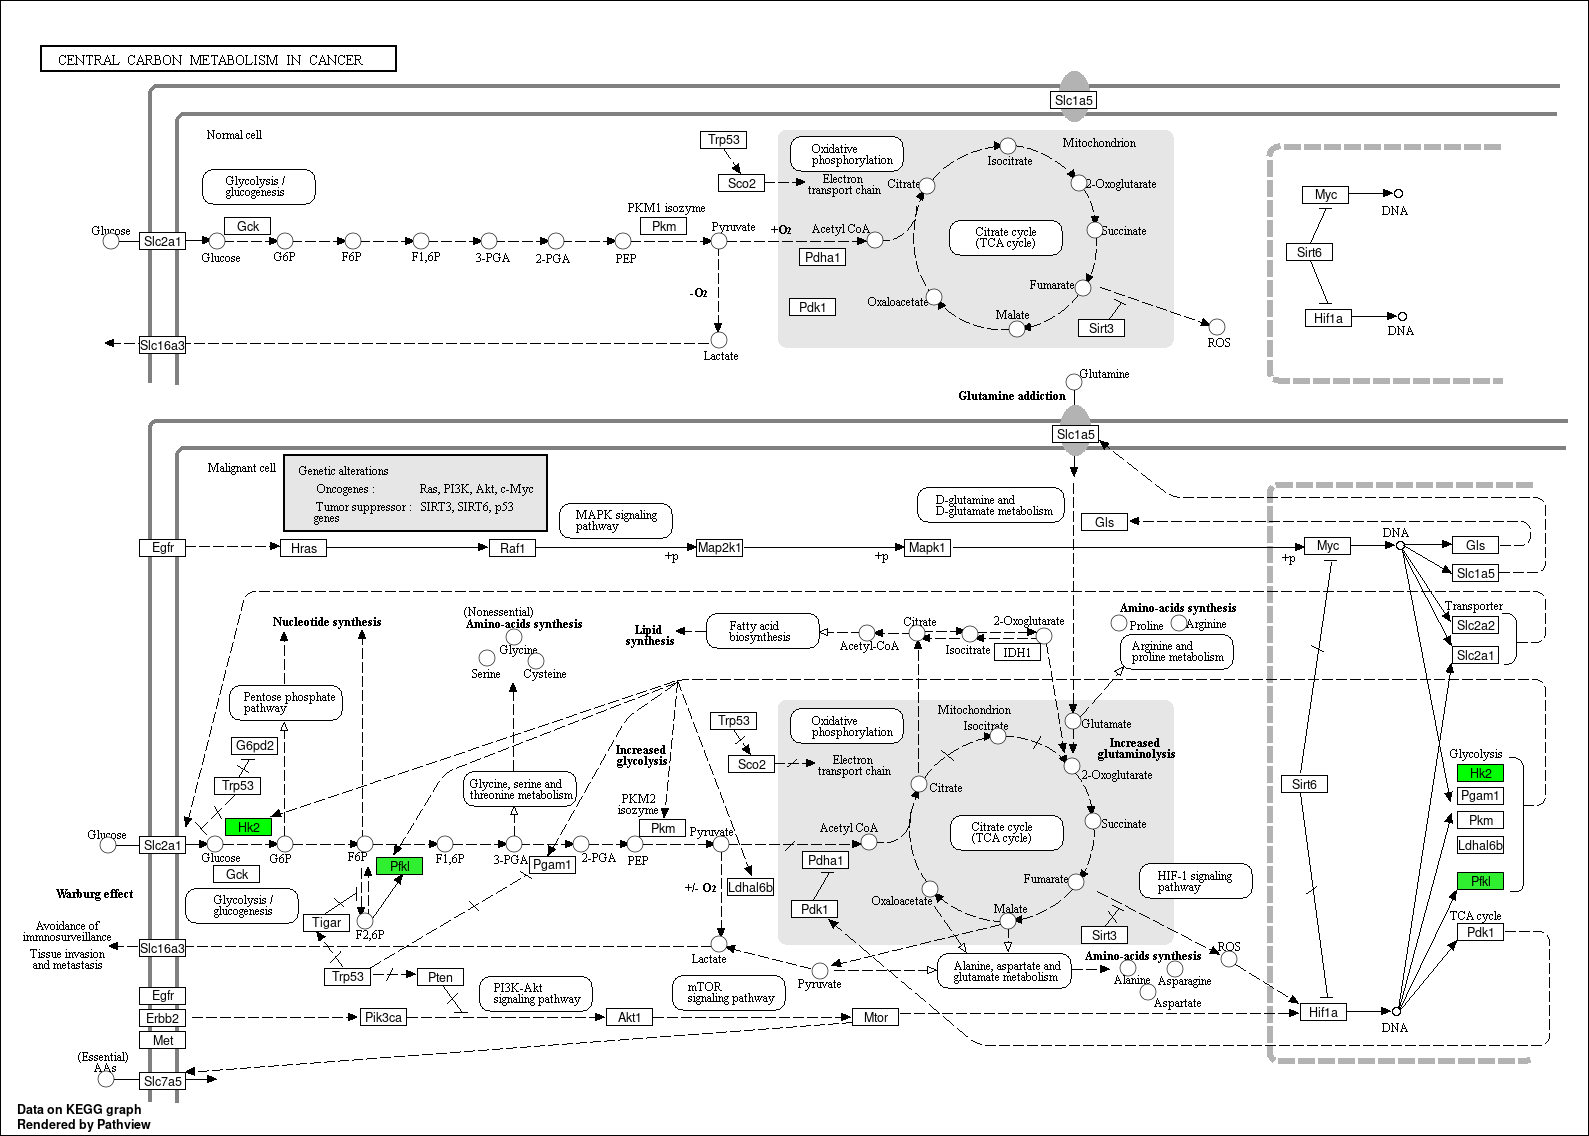 CENTRAL CARBON METABOLISM IN CANCER
Slc1a5
Normal cell
Trp53
Oxidative
phosphorylation
Mitochondrion
Isocitrate
Glycolysis /
glucogenesis
Sco2
Electron
transport chain
Citrate
2-Oxoglutarate
Myc
DNA
PKM1 isozyme
Glucose
Slc2a1
Gck
Pkm
Pyruvate
+O2
Acetyl CoA
Citrate cycle
(TCA cycle)
Succinate
Glucose
G6P
F6P
F1,6P
3-PGA
2-PGA
PEP
Pdha1
Sirt6
-O2
Pdk1
Oxaloacetate
Fumarate
Malate
Sirt3
Hif1a
DNA
Slc16a3
Lactate
ROS
Glutamine
Glutamine addiction
Slc1a5
Malignant cell
Genetic alterations
Oncogenes :
Ras, PI3K, Akt, c-Myc
Tumor suppressor :
SIRT3, SIRT6, p53
genes
MAPK signaling
pathway
D-glutamine and
D-glutamate metabolism
Gls
Egfr
Hras
Raf1
+p
Map2k1
+p
Mapk1
+p
Myc
DNA
Gls
Slc1a5
Nucleotide synthesis
(Nonessential)
Amino-acids synthesis
Glycine
Serine
Cysteine
Lipid
synthesis
Fatty acid
biosynthesis
Acetyl-CoA
Citrate
Isocitrate
2-Oxoglutarate
IDH1
Amino-acids synthesis
Proline
Arginine
Arginine and
proline metabolism
Transporter
Slc2a2
Slc2a1
Pentose phosphate
pathway
G6pd2
Trp53
Increased
glycolysis
Trp53
Sco2
Oxidative
phosphorylation
Electron
transport chain
Mitochondrion
Isocitrate
Glutamate
Increased
glutaminolysis
2-Oxoglutarate
Glycolysis
Hk2
Pgam1
Pkm
Ldhal6b
Pfkl
Glycine, serine and
threonine metabolism
PKM2
isozyme
Citrate
Sirt6
Glucose
Slc2a1
Hk2
Pkm
Pyruvate
Acetyl CoA
Citrate cycle
(TCA cycle)
Succinate
Glucose
G6P
F6P
Pfkl
F1,6P
3-PGA
Pgam1
2-PGA
PEP
Pdha1
Gck
Warburg effect
Glycolysis /
glucogenesis
+/- O2
Ldhal6b
Fumarate
HIF-1 signaling
pathway
Oxaloacetate
Pdk1
Malate
Tigar
F2,6P
Sirt3
TCA cycle
Pdk1
Avoidance of
immnosurveillance
Tissue invasion
and metastasis
Slc16a3
Lactate
ROS
Trp53
Pten
Pyruvate
Alanine, aspartate and
glutamate metabolism
Amino-acids synthesis
Alanine
Asparagine
Aspartate
PI3K-Akt
signaling pathway
mTOR
signaling pathway
Egfr
Erbb2
Met
Pik3ca
Akt1
Mtor
Hif1a
DNA
(Essential)
AAs
Slc7a5
Data on KEGG graph
Rendered by Pathview